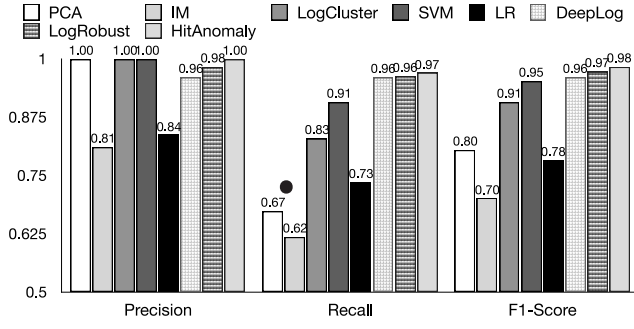 PCA IM LogCluster SVM LR DeepLog
LogRobust HitAnomaly
1.00 1.00 1.00 1.00
1
0.81 0.84 0.96 0.98
0.67 0.62 0.83 0.91 0.73 0.96 0.96 0.97
0.80 0.70 0.91 0.95 0.78 0.96 0.97 0.98
0.875
0.75
0.625
0.5
Precision Recall F1-Score